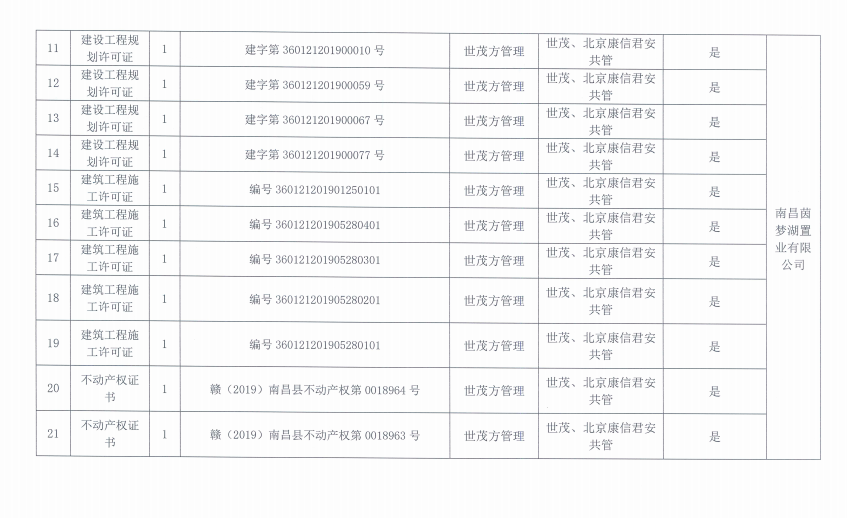 11 建设工程规划许可证 1 建字第 360121201900010 号 世茂方管理 世茂、北京康信君安共管 是
12 建设工程规划许可证 1 建字第 360121201900059 号 世茂方管理 世茂、北京康信君安共管 是
13 建设工程规划许可证 1 建字第 360121201900067 号 世茂方管理 世茂、北京康信君安共管 是
14 建设工程规划许可证 1 建字第 360121201900077 号 世茂方管理 世茂、北京康信君安共管 是
15 建筑工程施工许可证 1 编号 360121201901250101 世茂方管理 世茂、北京康信君安共管 是
16 建筑工程施工许可证 1 编号 360121201905280401 世茂方管理 世茂、北京康信君安共管 是
17 建筑工程施工许可证 1 编号 360121201905280301 世茂方管理 世茂、北京康信君安共管 是
18 建筑工程施工许可证 1 编号 360121201905280201 世茂方管理 世茂、北京康信君安共管 是
19 建筑工程施工许可证 1 编号 360121201905280101 世茂方管理 世茂、北京康信君安共管 是
20 不动产权证书 1 赣（2019）南昌县不动产权第 0018964 号 世茂方管理 世茂、北京康信君安共管 是
21 不动产权证书 1 赣（2019）南昌县不动产权第 0018963 号 世茂方管理 世茂、北京康信君安共管 是
南昌茵
梦湖置
业有限
公司